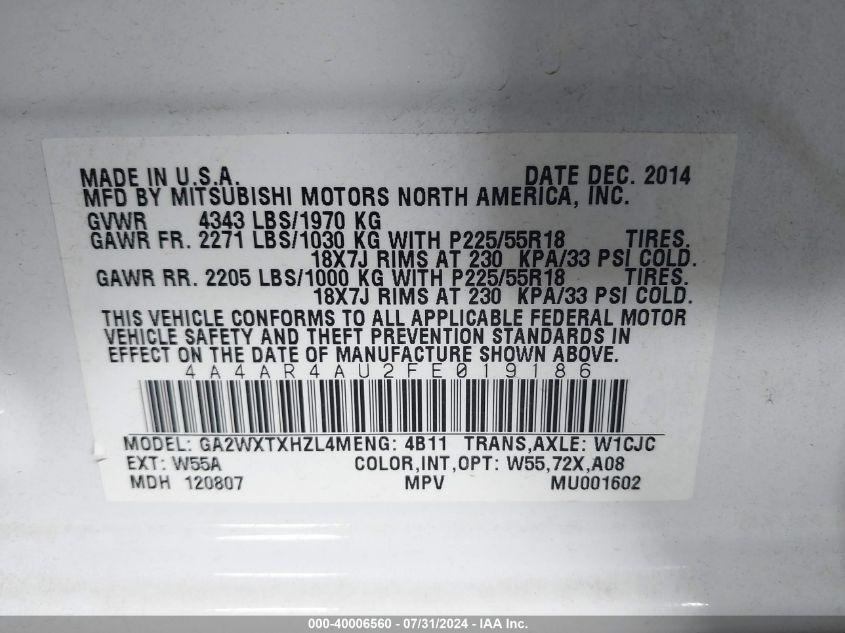 MADE IN U.S.A. DATE DEC. 2014
MFD BY MITSUBISHI MOTORS NORTH AMERICA, INC.
GVWR 4343 LBS/1970 KG
GAWR FR. 2271 LBS/1030 KG WITH P225/55R18 TIRES.
18X7J RIMS AT 230 KPA/33 PSI COLD.
GAWR RR. 2205 LBS/1000 KG WITH P225/55R18 TIRES.
18X7J RIMS AT 230 KPA/33 PSI COLD.
THIS VEHICLE CONFORMS TO ALL APPLICABLE FEDERAL MOTOR
VEHICLE SAFETY AND THEFT PREVENTION STANDARDS IN
EFFECT ON THE DATE OF MANUFACTURE SHOWN ABOVE.
4A4AR4AU2FE019186
MODEL: GA2WXTXHZL4MENG: 4B11 TRANS,AXLE: W1CJC
EXT: W55A COLOR,INT,OPT: W55,72X,A08
MDH 120807 MPV MU001602
000-40006560 - 07/31/2024 - IAA Inc.